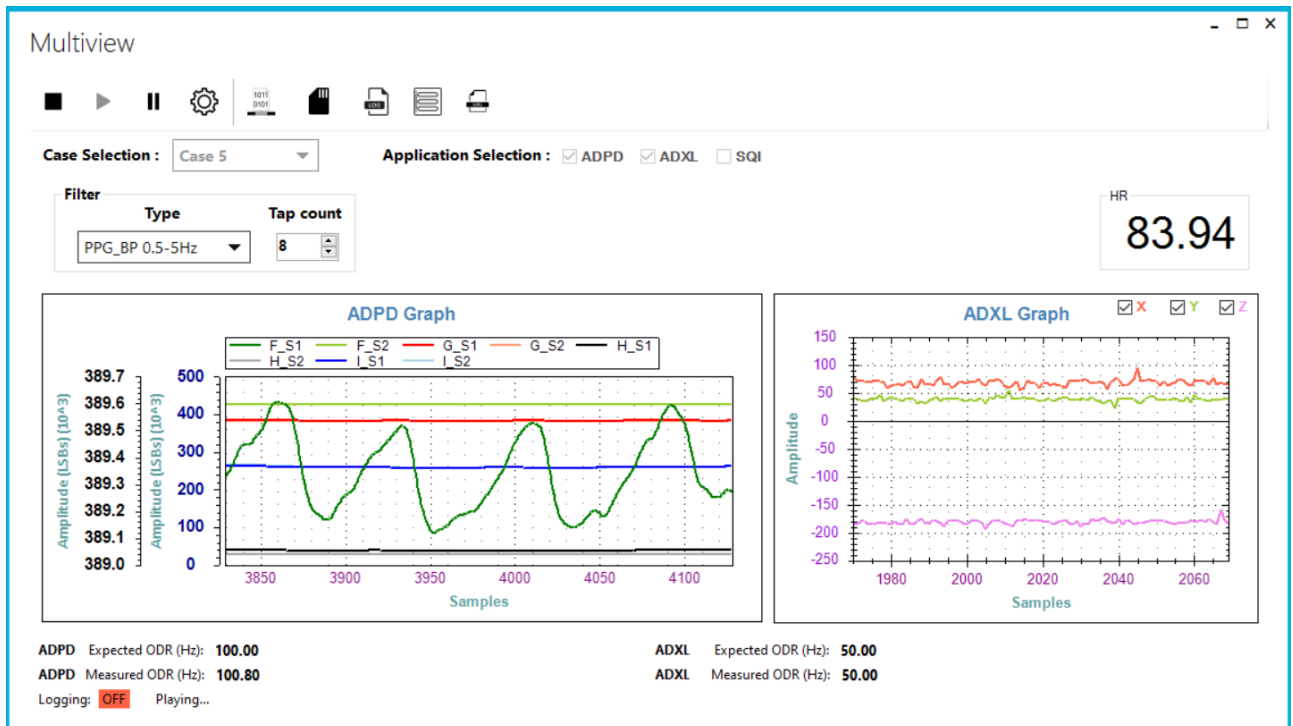 Multiview
1011
0101
LOG
Case Selection : Case 5 Application Selection : ADPD ADXL SQI
Filter
Type Tap count
PPG_BP 0.5-5Hz 8
HR
83.94
ADPD Graph
F_S1 F_S2 G_S1 G_S2 H_S1
H_S2 I_S1 I_S2
Amplitude (LSBs) (10^3)
389.7
389.6
389.5
389.4
389.3
389.2
389.1
389.0
Amplitude (LSBs) (10^3)
500
400
300
200
100
0
3850 3900 3950 4000 4050 4100
Samples
ADXL Graph X Y Z
Amplitude
150
100
50
0
-50
-100
-150
-200
-250
1980 2000 2020 2040 2060
Samples
ADPD Expected ODR (Hz): 100.00
ADPD Measured ODR (Hz): 100.80
Logging: OFF Playing...
ADXL Expected ODR (Hz): 50.00
ADXL Measured ODR (Hz): 50.00